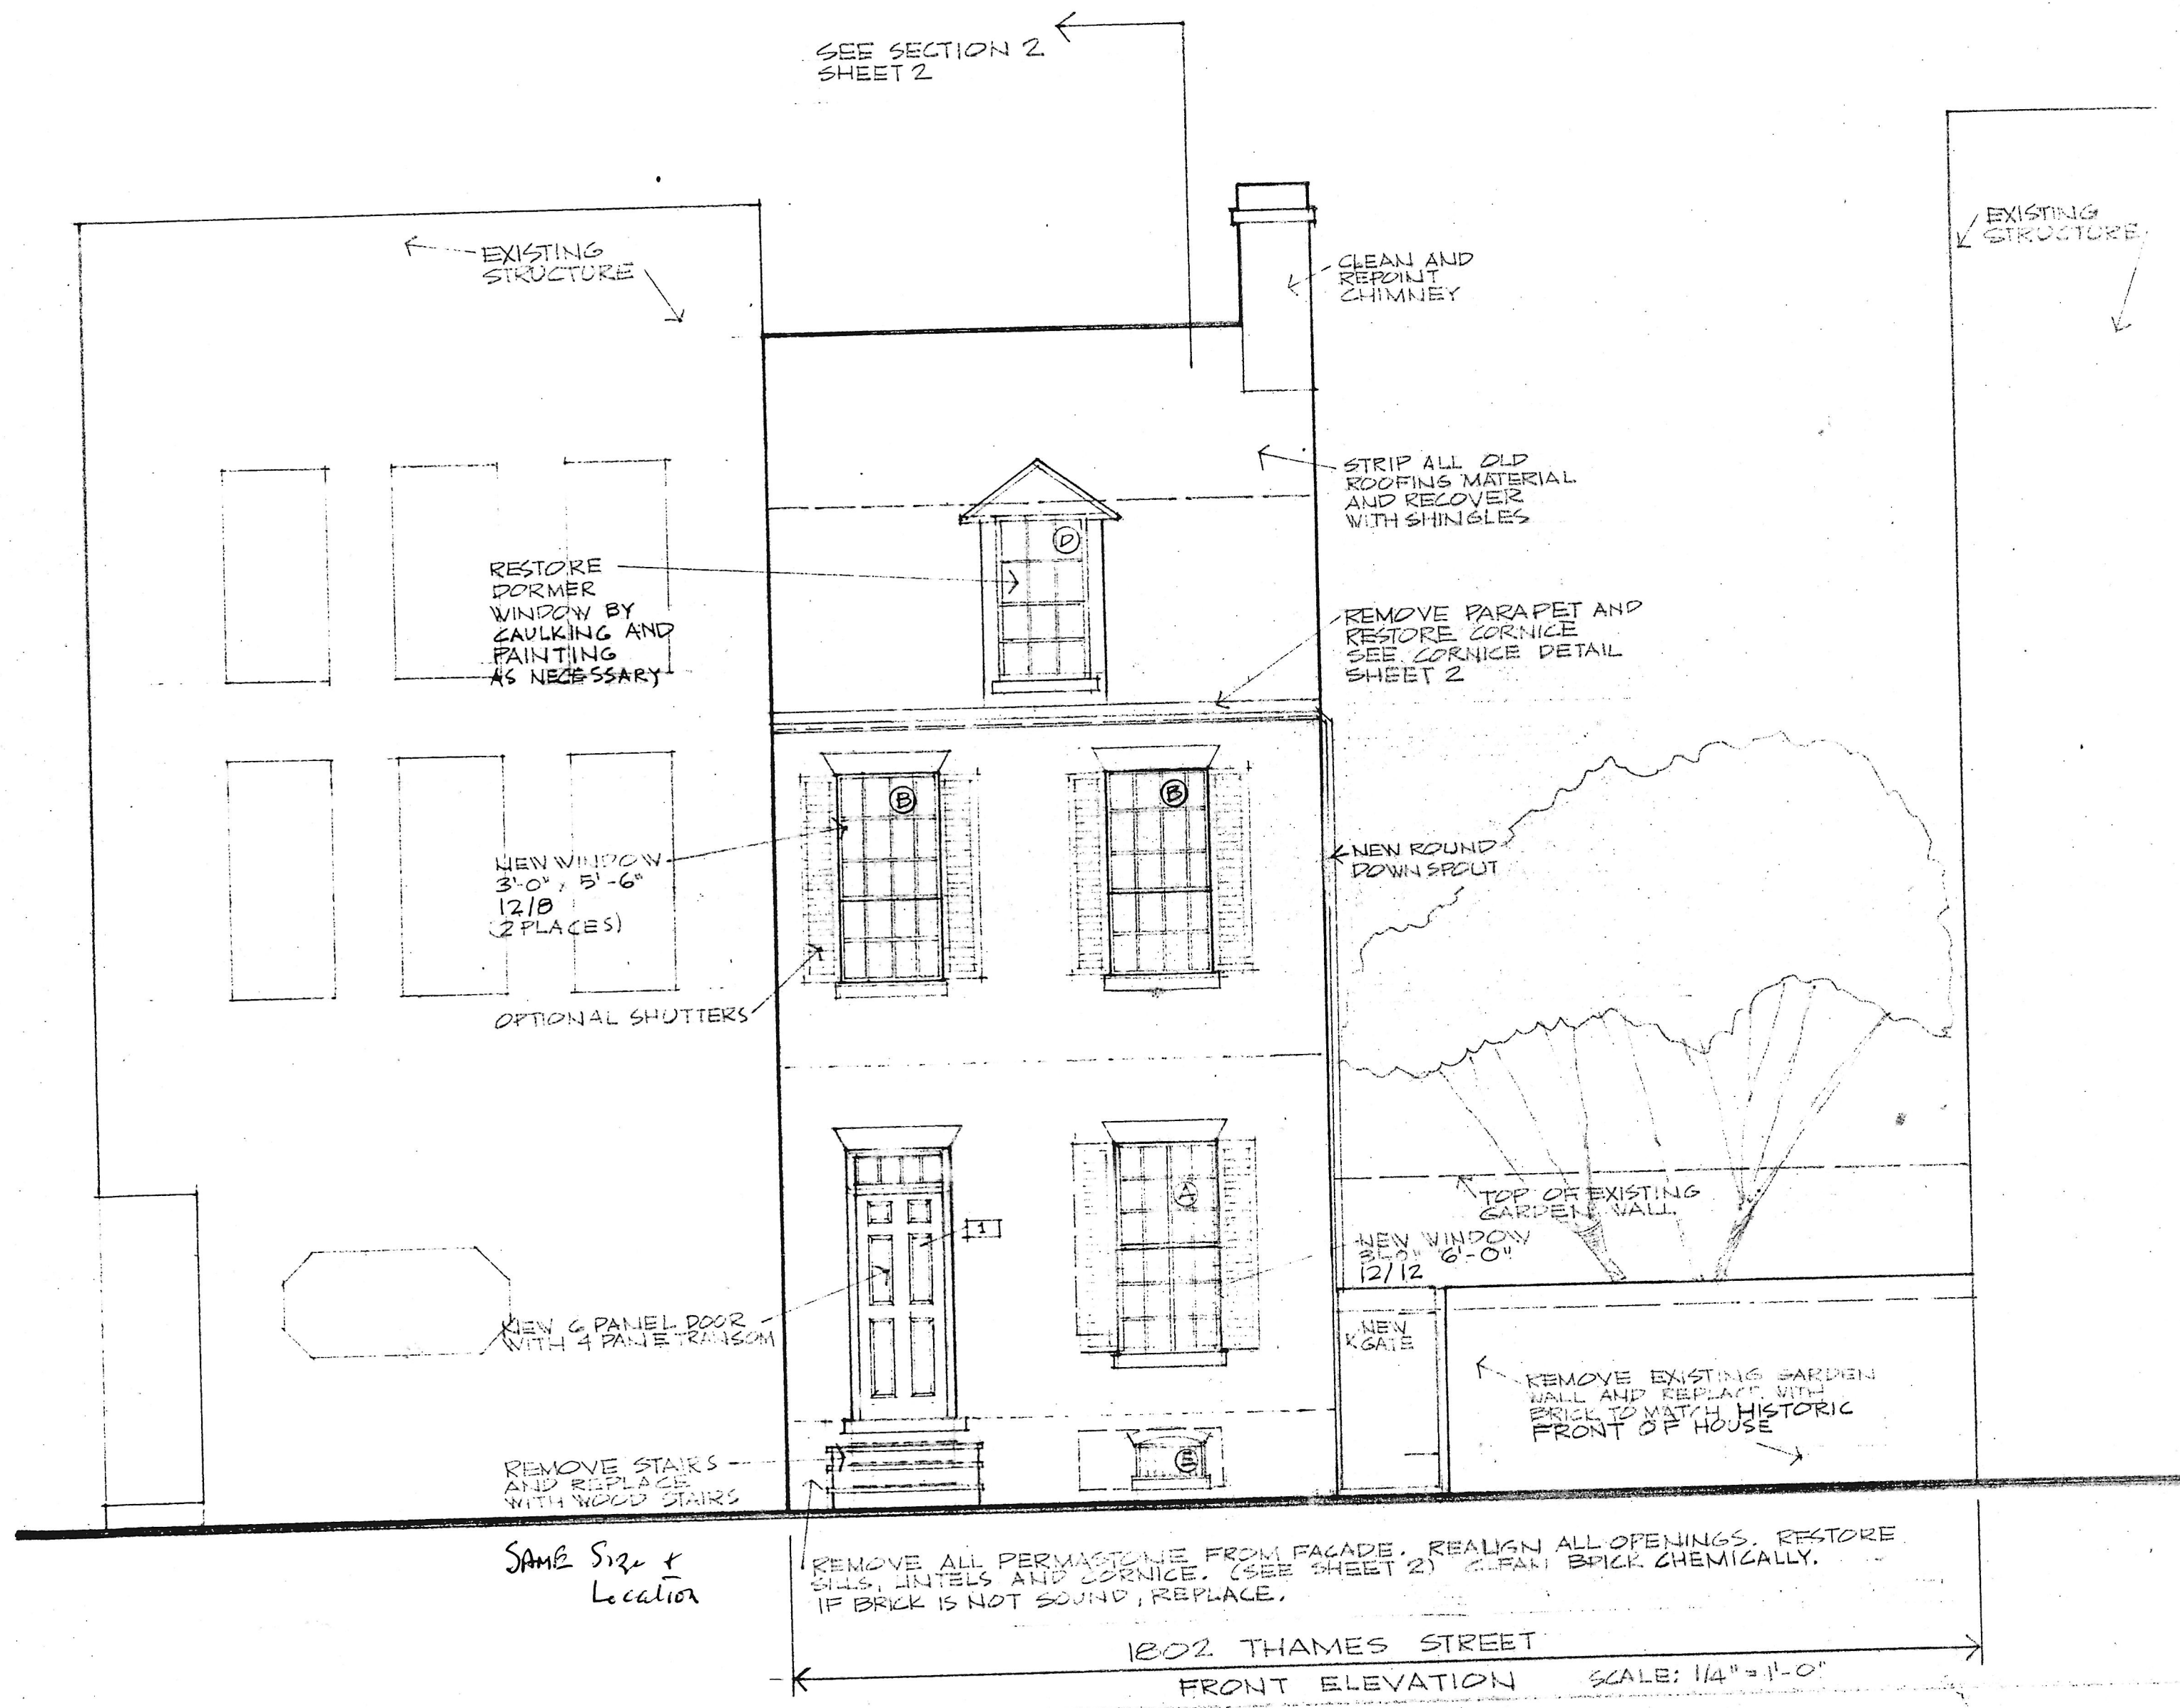 SEE SECTION 2
SHEET 2
EXISTING
STRUCTURE
EXISTING
STRUCTURE
CLEAN AND
REPOINT
CHIMNEY
STRIP ALL OLD
ROOFING MATERIAL
AND RECOVER
WITH SHINGLES
D
RESTORE
DORMER
WINDOW BY
CAULKING AND
PAINTING
AS NECESSARY
REMOVE PARAPET AND
RESTORE CORNICE
SEE CORNICE DETAIL
SHEET 2
B
B
NEW WINDOW
3'-0", 5'-6"
12/8
(2 PLACES)
NEW ROUND
DOWN SPOUT
OPTIONAL SHUTTERS
A
1
TOP OF EXISTING
GARDEN WALL
NEW WINDOW
6'-0"
12/12
NEW 6 PANEL DOOR
WITH 4 PANE TRANSOM
NEW
GATE
REMOVE EXISTING GARDEN
WALL AND REPLACE WITH
BRICK TO MATCH HISTORIC
FRONT OF HOUSE
E
REMOVE STAIRS
AND REPLACE
WITH WOOD STAIRS
SAME Size +
Location
REMOVE ALL PERMASTONE FROM FACADE. REALIGN ALL OPENINGS. RESTORE
SILLS, LINTELS AND CORNICE. (SEE SHEET 2) CLEAN BRICK CHEMICALLY.
IF BRICK IS NOT SOUND, REPLACE.
1802 THAMES STREET
FRONT ELEVATION SCALE: 1/4" = 1'-0"